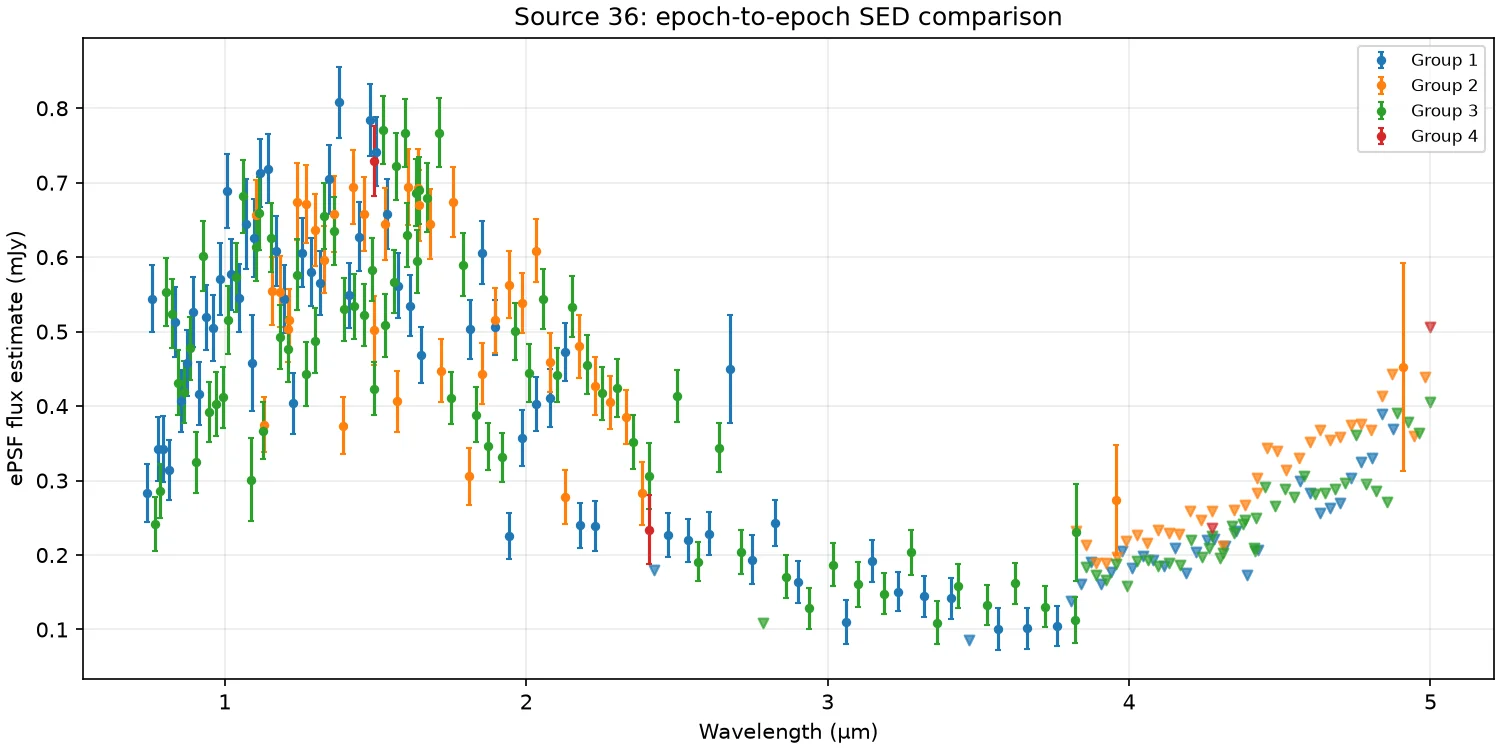 Source 36: epoch-to-epoch SED comparison
Group 1
Group 2
Group 3
Group 4
ePSF flux estimate (mJy)
0.8
0.7
0.6
0.5
0.4
0.3
0.2
0.1
1 2 3 4 5
Wavelength (μm)